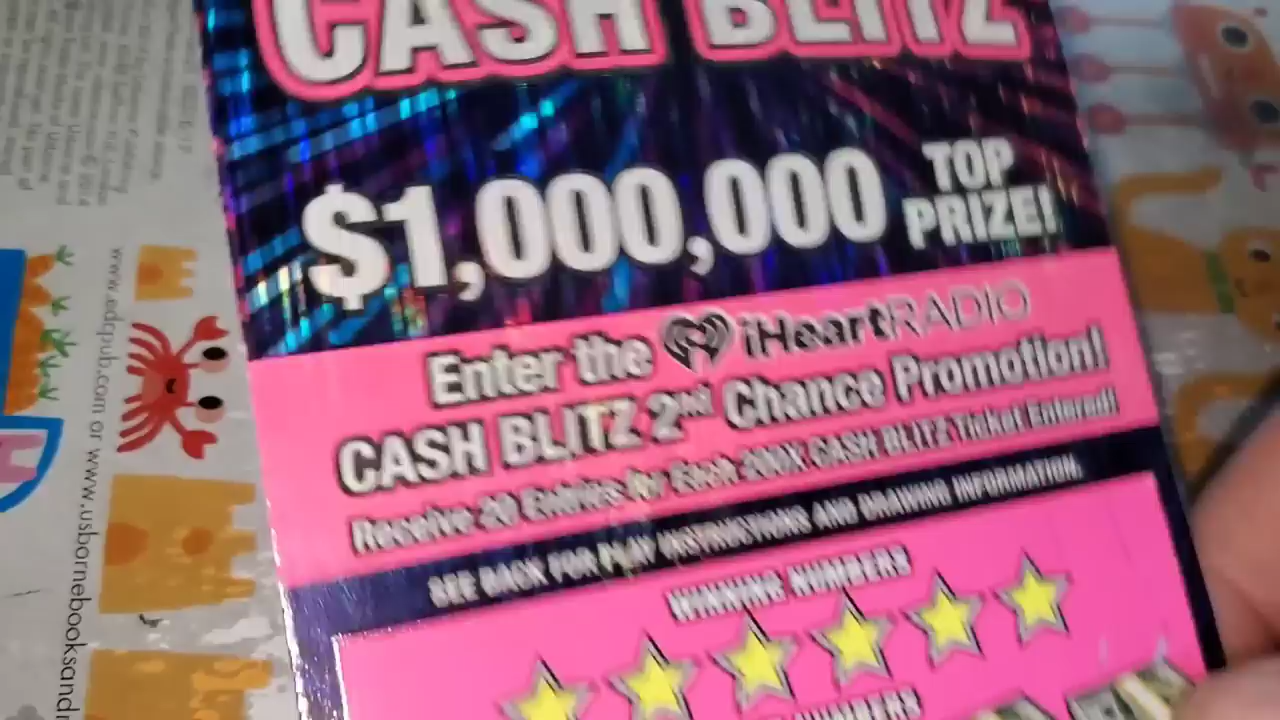 CASH BLITZ
$1,000,000 TOP PRIZE!
Enter the iHeartRADIO
CASH BLITZ 2nd Chance Promotion!
Receive 20 Entries for Each 200X CASH BLITZ Ticket Entered!
SEE BACK FOR PLAY INSTRUCTIONS AND DRAWING INFORMATION.
WINNING NUMBERS
NUMBERS
www.edcpub.com or www.usbornebooksand